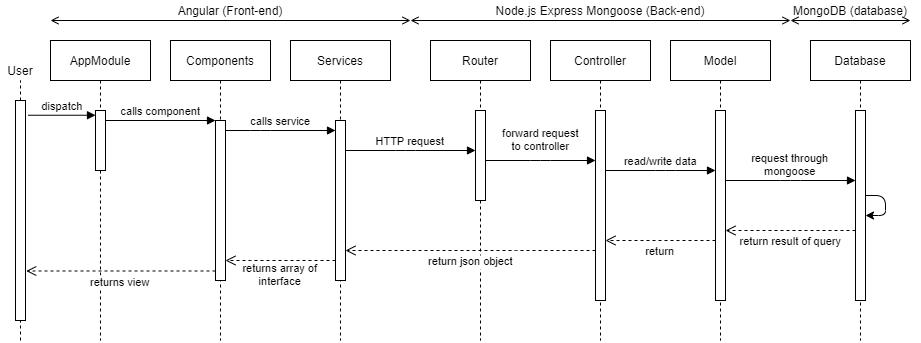 Angular (Front-end)
Node.js Express Mongoose (Back-end)
MongoDB (database)
User
AppModule
Components
Services
Router
Controller
Model
Database
dispatch
calls component
calls service
HTTP request
forward request
to controller
read/write data
request through
mongoose
return result of query
return
return json object
returns array of
interface
returns view